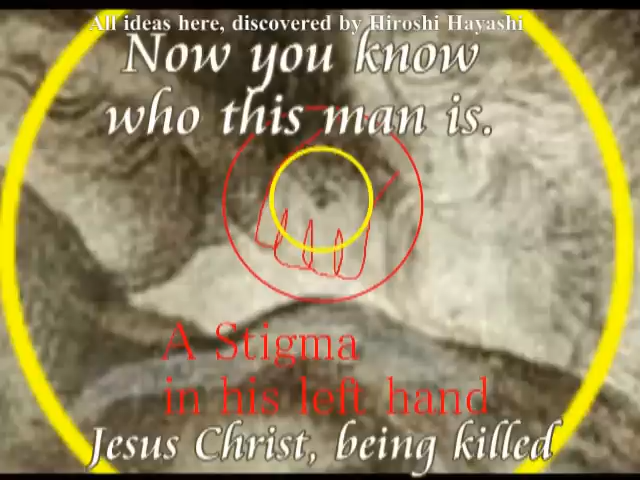 All ideas here, discovered by Hiroshi Hayashi
Now you know
who this man is.
A Stigma
in his left hand
Jesus Christ, being killed